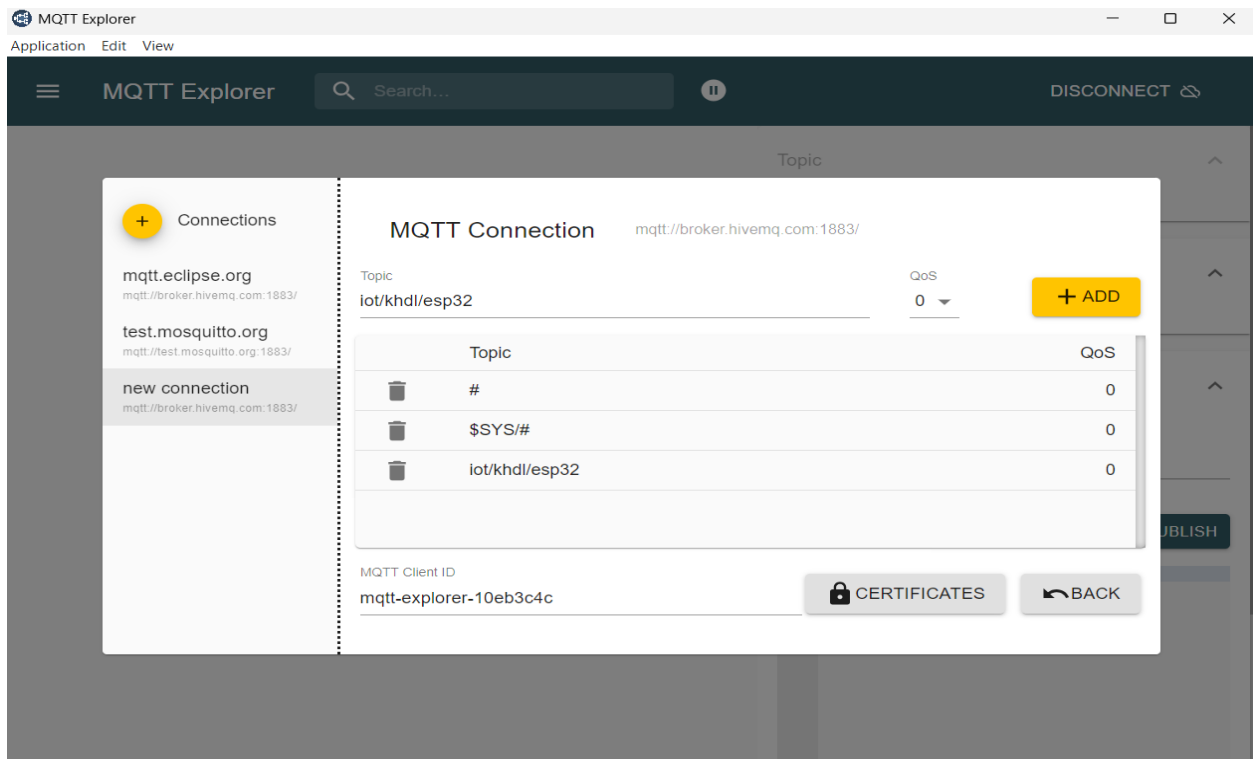 MQTT Explorer
Application Edit View
MQTT Explorer Search... DISCONNECT
Topic
Connections
mqtt.eclipse.org
mqtt://broker.hivemq.com:1883/
test.mosquitto.org
mqtt://test.mosquitto.org:1883/
new connection
mqtt://broker.hivemq.com:1883/
MQTT Connection mqtt://broker.hivemq.com:1883/
Topic QoS
iot/khdl/esp32 0 + ADD
Topic QoS
# 0
$SYS/# 0
iot/khdl/esp32 0
UBLISH
MQTT Client ID
mqtt-explorer-10eb3c4c CERTIFICATES BACK